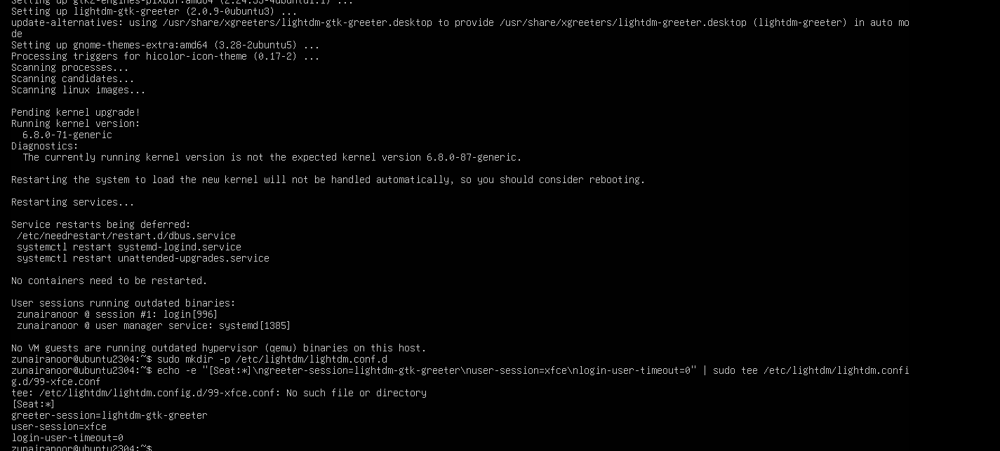 Setting up gtk2-engines-pixbuf:amd64 (2.24.33-4ubuntu1.1) ...
Setting up lightdm-gtk-greeter (2.0.9-0ubuntu3) ...
update-alternatives: using /usr/share/xgreeters/lightdm-gtk-greeter.desktop to provide /usr/share/xgreeters/lightdm-greeter.desktop (lightdm-greeter) in auto mo
de
Setting up gnome-themes-extra:amd64 (3.28-2ubuntu5) ...
Processing triggers for hicolor-icon-theme (0.17-2) ...
Scanning processes...
Scanning candidates...
Scanning linux images...
Pending kernel upgrade!
Running kernel version:
6.8.0-71-generic
Diagnostics:
The currently running kernel version is not the expected kernel version 6.8.0-87-generic.
Restarting the system to load the new kernel will not be handled automatically, so you should consider rebooting.
Restarting services...
Service restarts being deferred:
/etc/needrestart/restart.d/dbus.service
systemctl restart systemd-logind.service
systemctl restart unattended-upgrades.service
No containers need to be restarted.
User sessions running outdated binaries:
zunairanoor @ session #1: login[996]
zunairanoor @ user manager service: systemd[1385]
No VM guests are running outdated hypervisor (qemu) binaries on this host.
zunairanoor@ubuntu2304:~$ sudo mkdir -p /etc/lightdm/lightdm.conf.d
zunairanoor@ubuntu2304:~$ echo -e "[Seat:*]\ngreeter-session=lightdm-gtk-greeter\nuser-session=xfce\nlogin-user-timeout=0" | sudo tee /etc/lightdm/lightdm.confi
g.d/99-xfce.conf
tee: /etc/lightdm/lightdm.config.d/99-xfce.conf: No such file or directory
[Seat:*]
greeter-session=lightdm-gtk-greeter
user-session=xfce
login-user-timeout=0
zunairanoor@ubuntu2304:~$